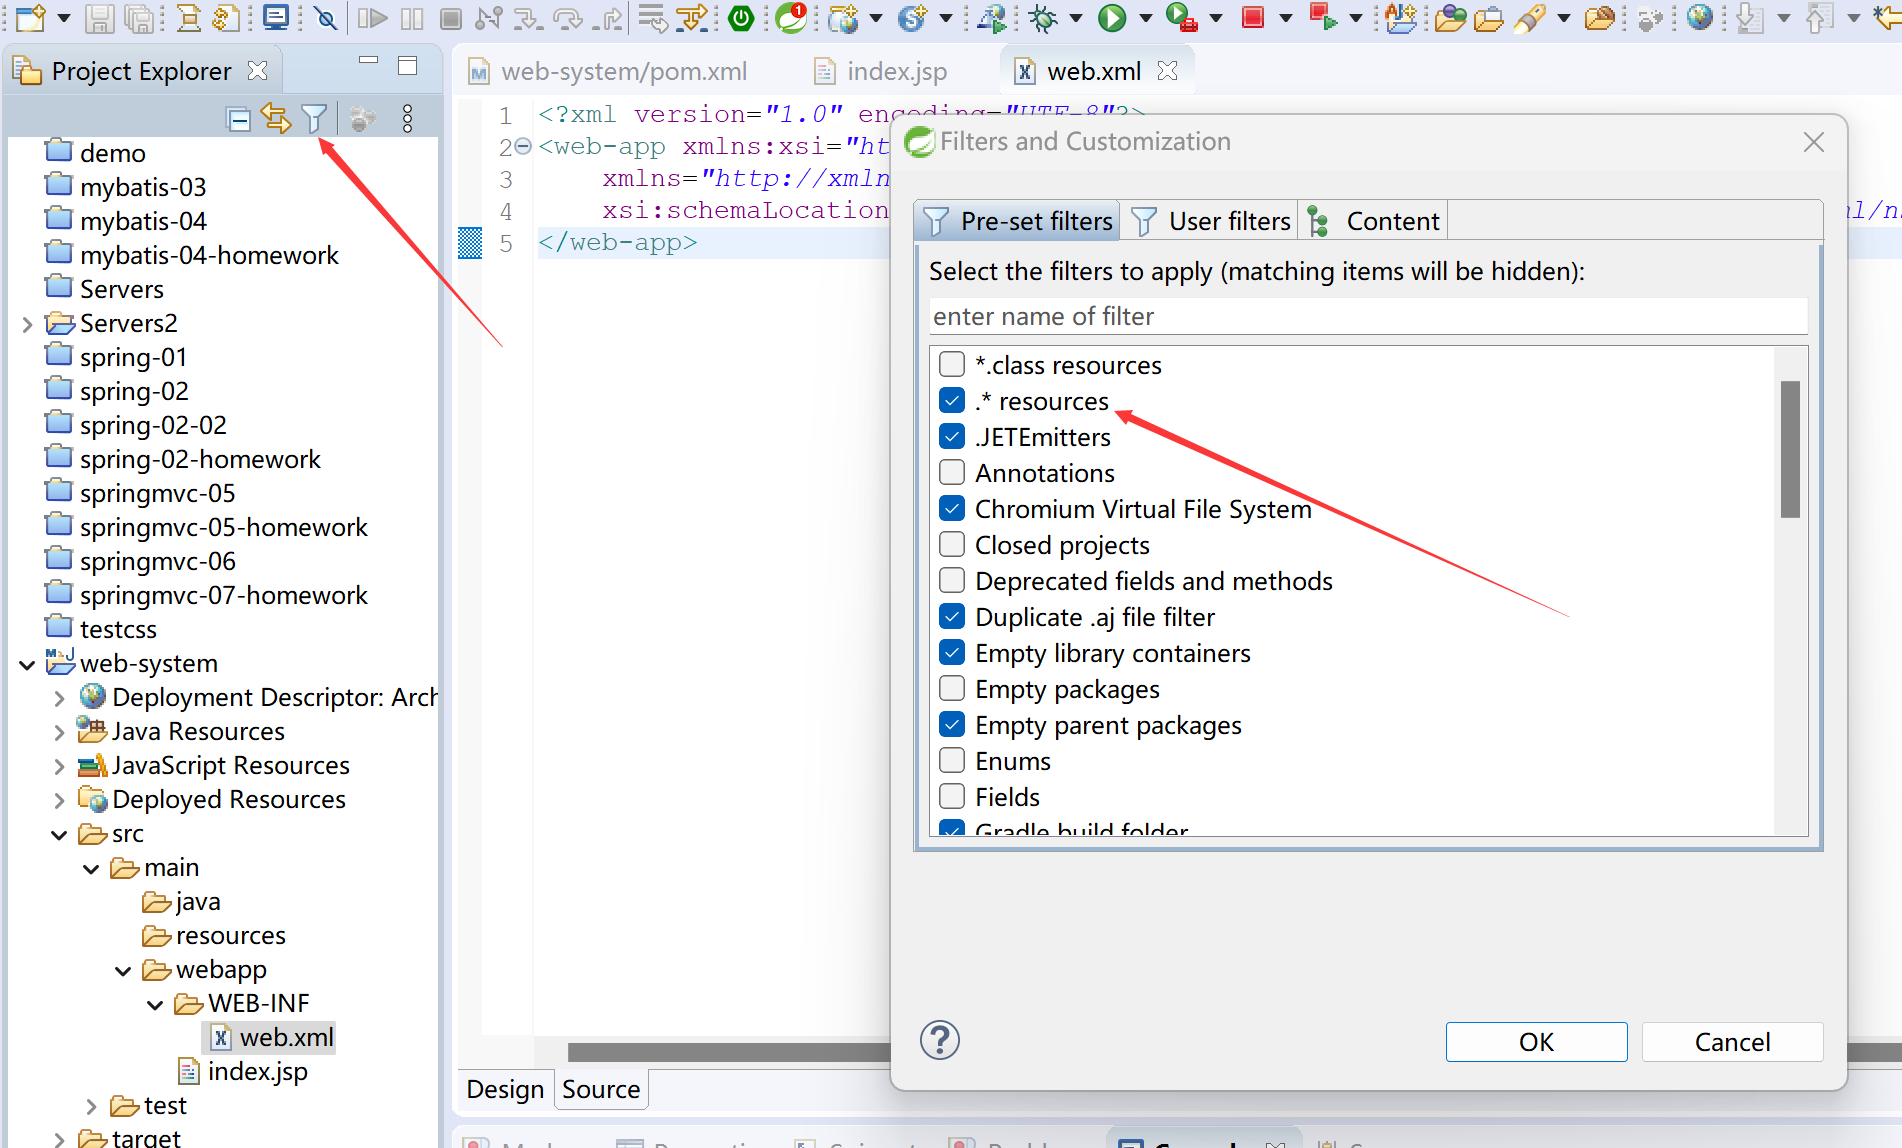 1
Project Explorer
web-system/pom.xml
index.jsp
web.xml
demo
mybatis-03
mybatis-04
mybatis-04-homework
Servers
Servers2
spring-01
spring-02
spring-02-02
spring-02-homework
springmvc-05
springmvc-05-homework
springmvc-06
springmvc-07-homework
testcss
web-system
Deployment Descriptor: Arch
Java Resources
JavaScript Resources
Deployed Resources
src
main
java
resources
webapp
WEB-INF
web.xml
index.jsp
test
target
1 <?xml version="1.0" encoding="UTF-8"?>
2 <web-app xmlns:xsi="ht
3 xmlns="http://xmln
4 xsi:schemaLocation
5 </web-app>
Design
Source
Filters and Customization
Pre-set filters
User filters
Content
Select the filters to apply (matching items will be hidden):
enter name of filter
*.class resources
.* resources
.JETEmitters
Annotations
Chromium Virtual File System
Closed projects
Deprecated fields and methods
Duplicate .aj file filter
Empty library containers
Empty packages
Empty parent packages
Enums
Fields
Gradle build folder
OK
Cancel